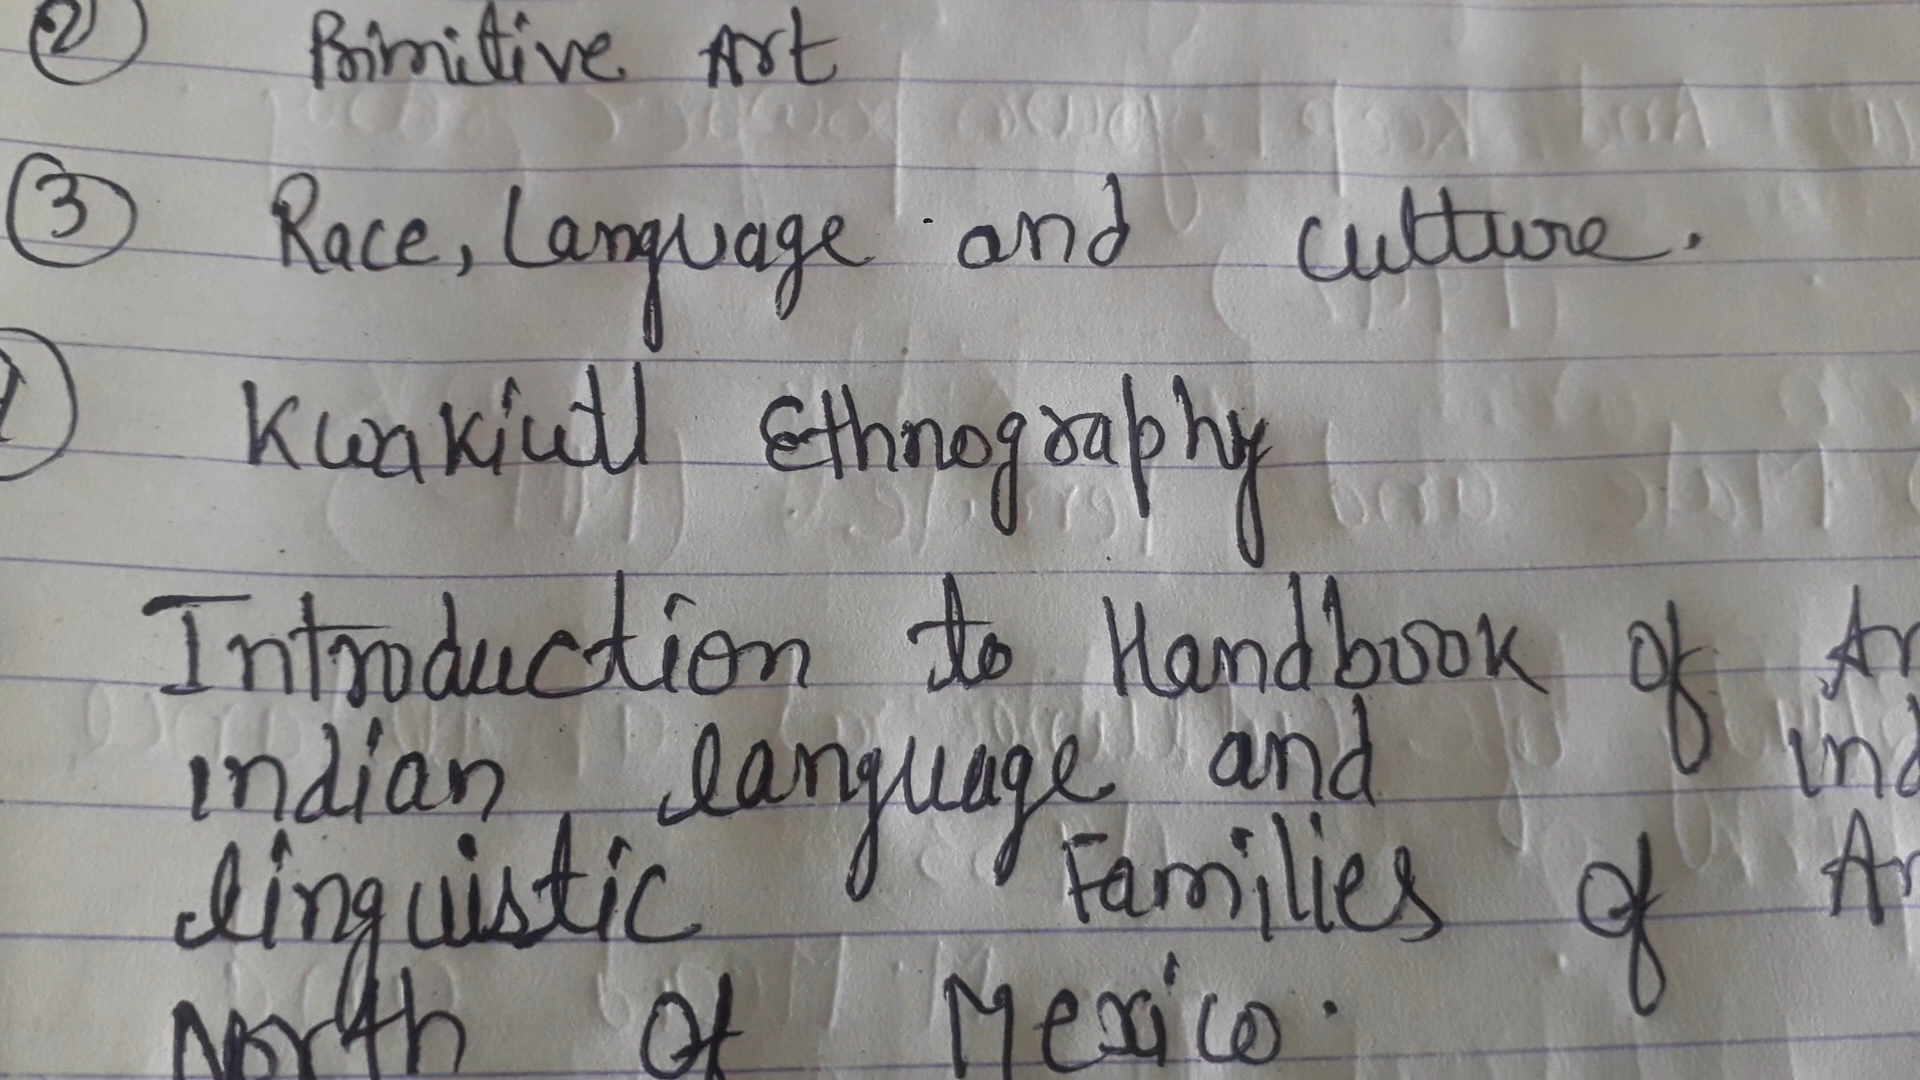 ② Primitive Art
③ Race, Language and culture.
Kwakiutl Ethnography
Introduction to Handbook of
indian language and
linguistic Families of
North of Mexico.